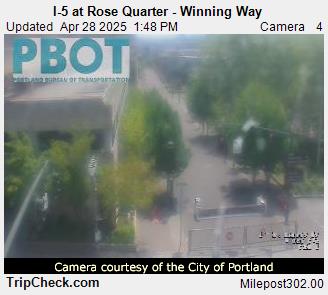 I-5 at Rose Quarter - Winning Way
Updated Apr 28 2025 1:48 PM Camera 4
PBOT
PORTLAND BUREAU OF TRANSPORTATION
Camera courtesy of the City of Portland
TripCheck.com Milepost302.00